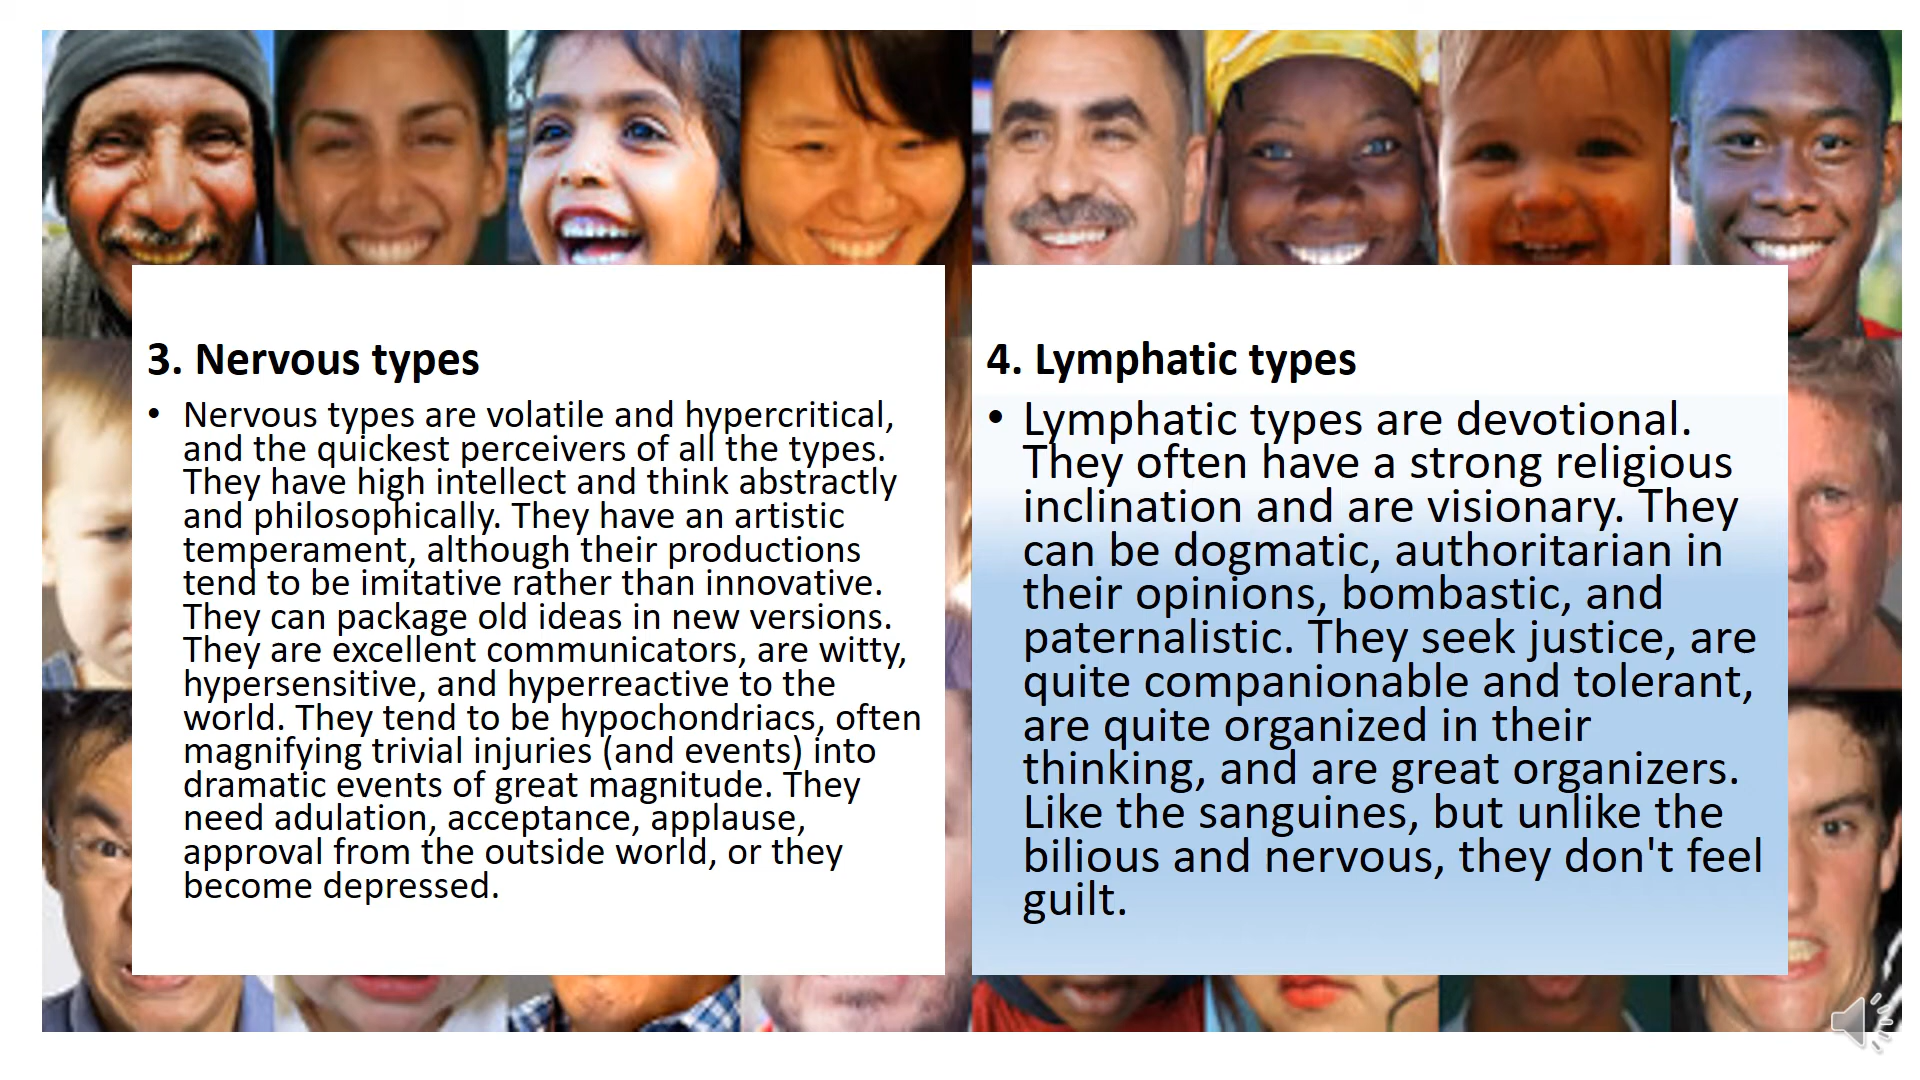 3. Nervous types
• Nervous types are volatile and hypercritical,
and the quickest perceivers of all the types.
They have high intellect and think abstractly
and philosophically. They have an artistic
temperament, although their productions
tend to be imitative rather than innovative.
They can package old ideas in new versions.
They are excellent communicators, are witty,
hypersensitive, and hyperreactive to the
world. They tend to be hypochondriacs, often
magnifying trivial injuries (and events) into
dramatic events of great magnitude. They
need adulation, acceptance, applause,
approval from the outside world, or they
become depressed.
4. Lymphatic types
• Lymphatic types are devotional.
They often have a strong religious
inclination and are visionary. They
can be dogmatic, authoritarian in
their opinions, bombastic, and
paternalistic. They seek justice, are
quite companionable and tolerant,
are quite organized in their
thinking, and are great organizers.
Like the sanguines, but unlike the
bilious and nervous, they don't feel
guilt.